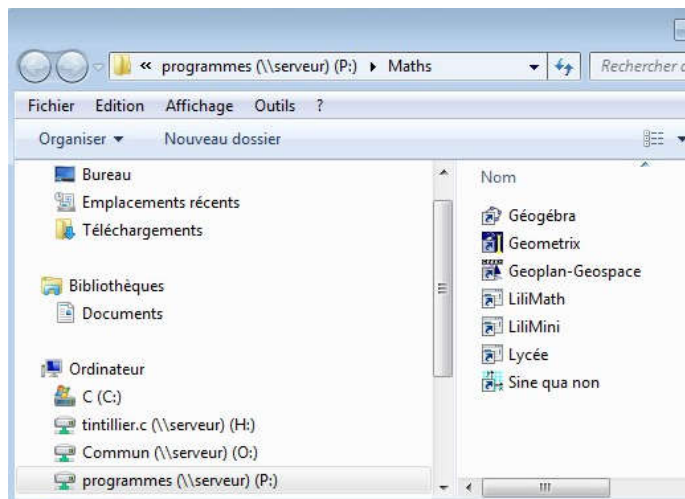 « programmes (\\serveur) (P:) Maths
Rechercher
Fichier Edition Affichage Outils ?
Organiser Nouveau dossier
Bureau
Emplacements récents
Téléchargements
Bibliothèques
Documents
Ordinateur
C (C:)
tintillier.c (\\serveur) (H:)
Commun (\\serveur) (O:)
programmes (\\serveur) (P:)
Nom
Géogébra
Geometrix
Geoplan-Geospace
LiliMath
LiliMini
Lycée
Sine qua non